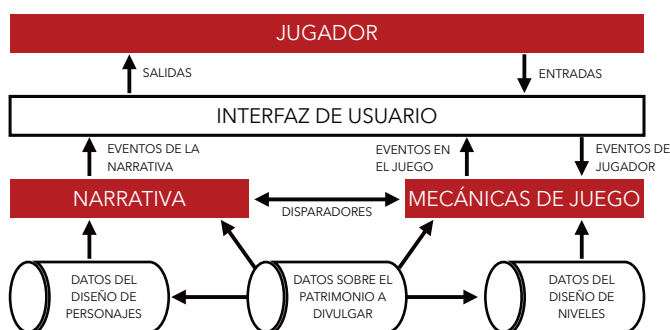 JUGADOR
SALIDAS
ENTRADAS
INTERFAZ DE USUARIO
EVENTOS DE LA
NARRATIVA
EVENTOS EN
EL JUEGO
EVENTOS DE
JUGADOR
NARRATIVA
DISPARADORES
MECÁNICAS DE JUEGO
DATOS DEL
DISEÑO DE
PERSONAJES
DATOS SOBRE EL
PATRIMONIO A
DIVULGAR
DATOS DEL
DISEÑO DE
NIVELES